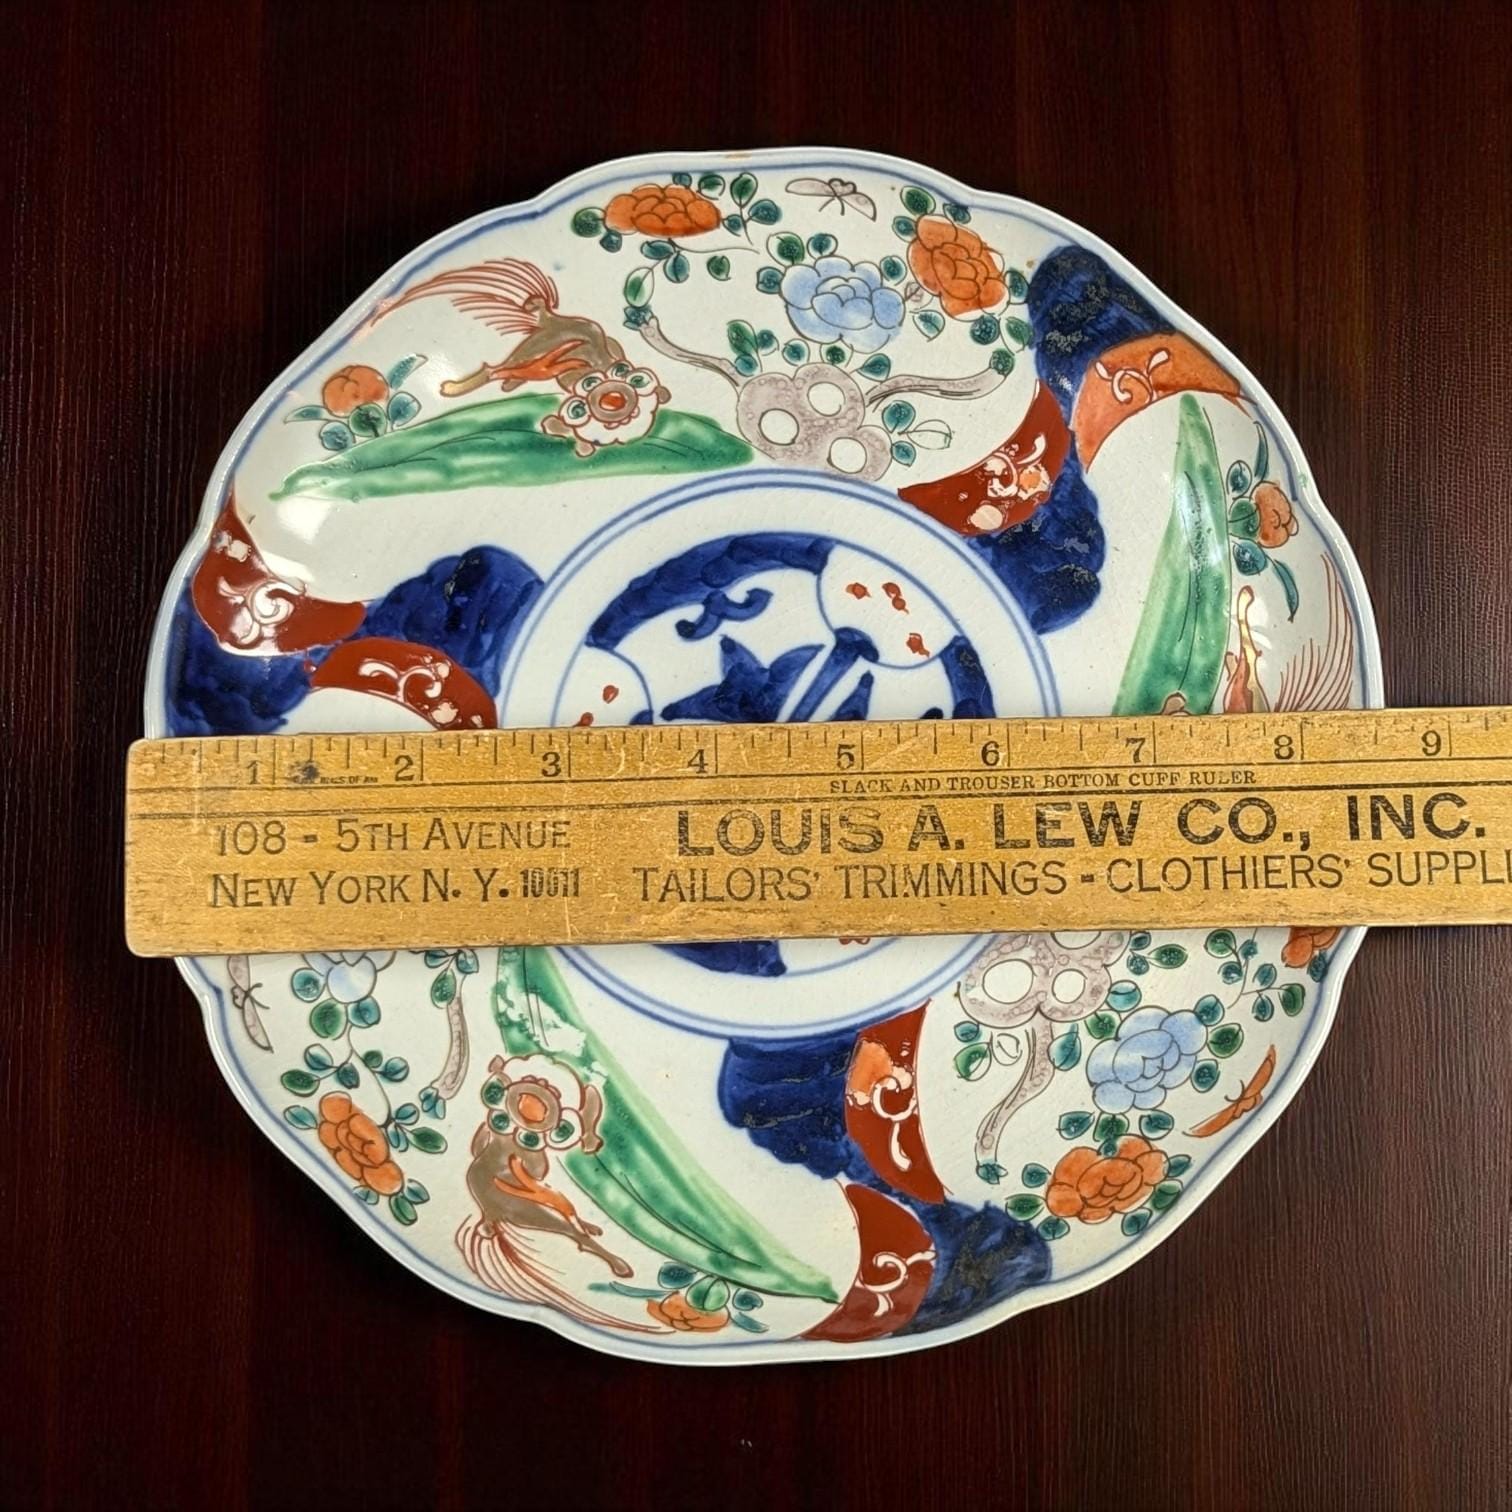 1 2 3 4 5 6 7 8 9
SLACK AND TROUSER BOTTOM CUFF RULER
108 - 5TH AVENUE LOUIS A. LEW CO., INC.
NEW YORK N. Y. 10011 TAILORS' TRIMMINGS - CLOTHIERS' SUPPLI